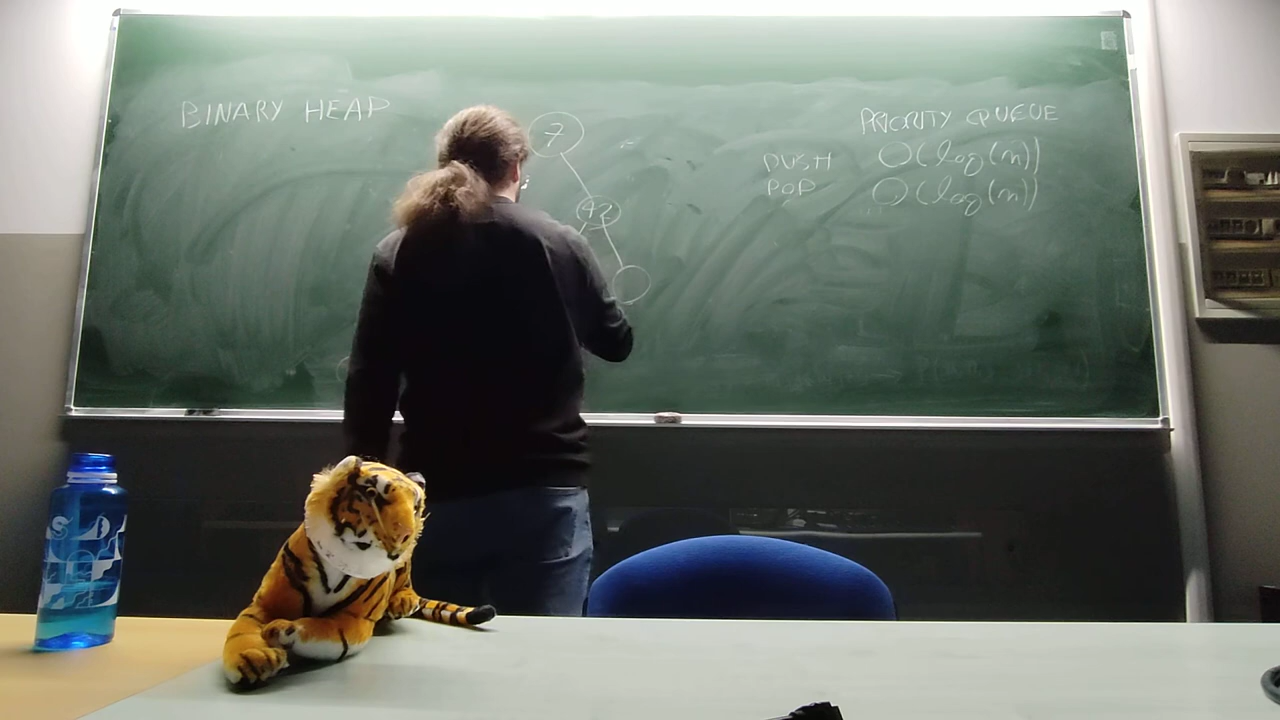 BINARY HEAP
7
42
PRIORITY QUEUE
PUSH O(log(n))
POP O(log(n))